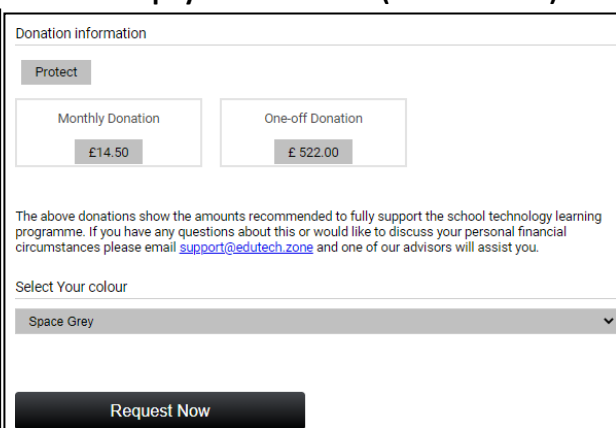 Donation information
Protect
Monthly Donation
One-off Donation
£14.50
£ 522.00
The above donations show the amounts recommended to fully support the school technology learning
programme. If you have any questions about this or would like to discuss your personal financial
circumstances please email support@edutech.zone and one of our advisors will assist you.
Select Your colour
Space Grey
Request Now